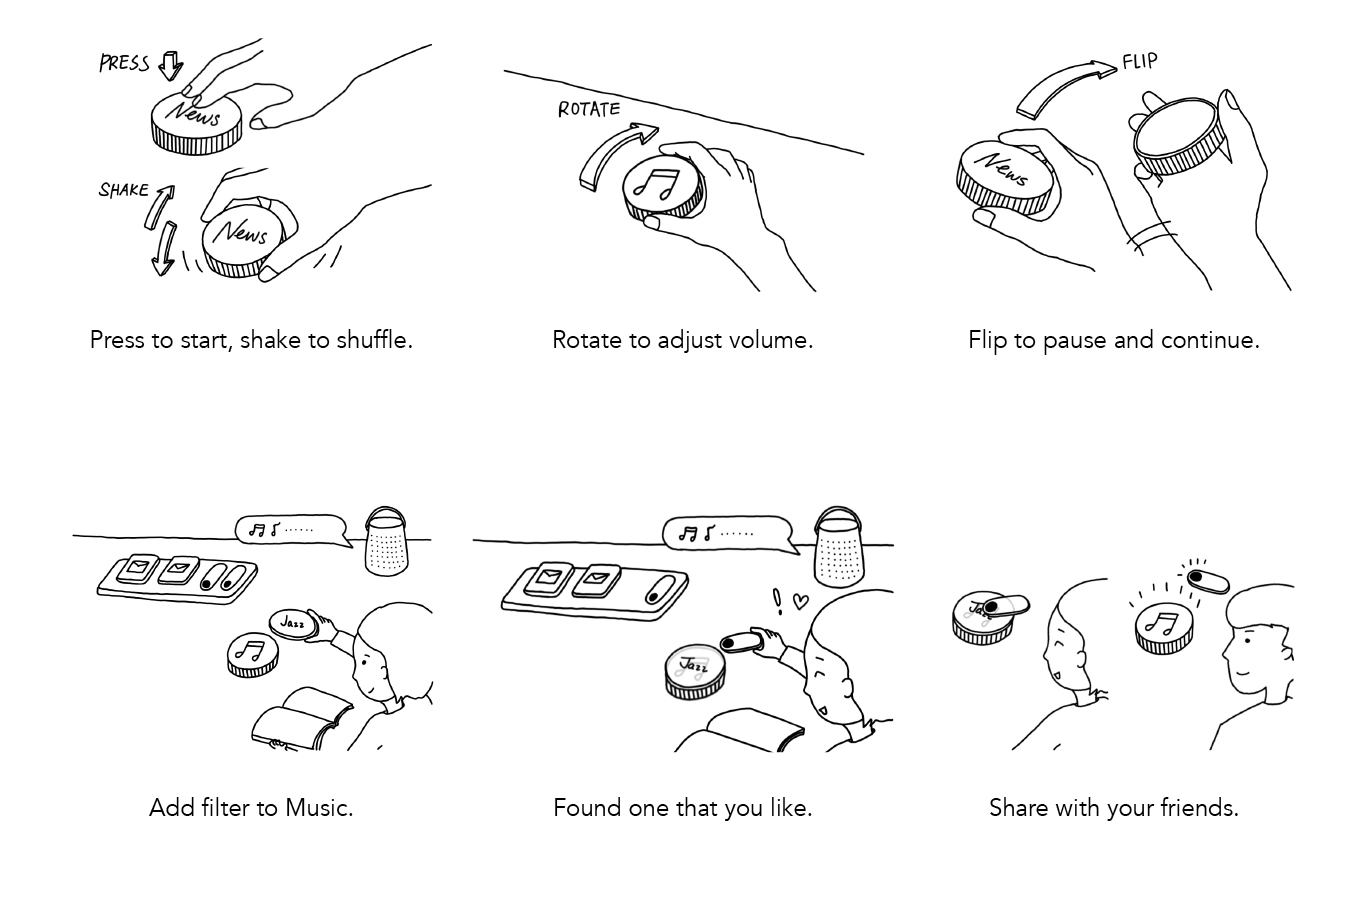 PRESS
News
SHAKE
News
Press to start, shake to shuffle.
ROTATE
Rotate to adjust volume.
FLIP
News
Flip to pause and continue.
Jazz
Add filter to Music.
!
Jazz
Found one that you like.
Jazz
Share with your friends.